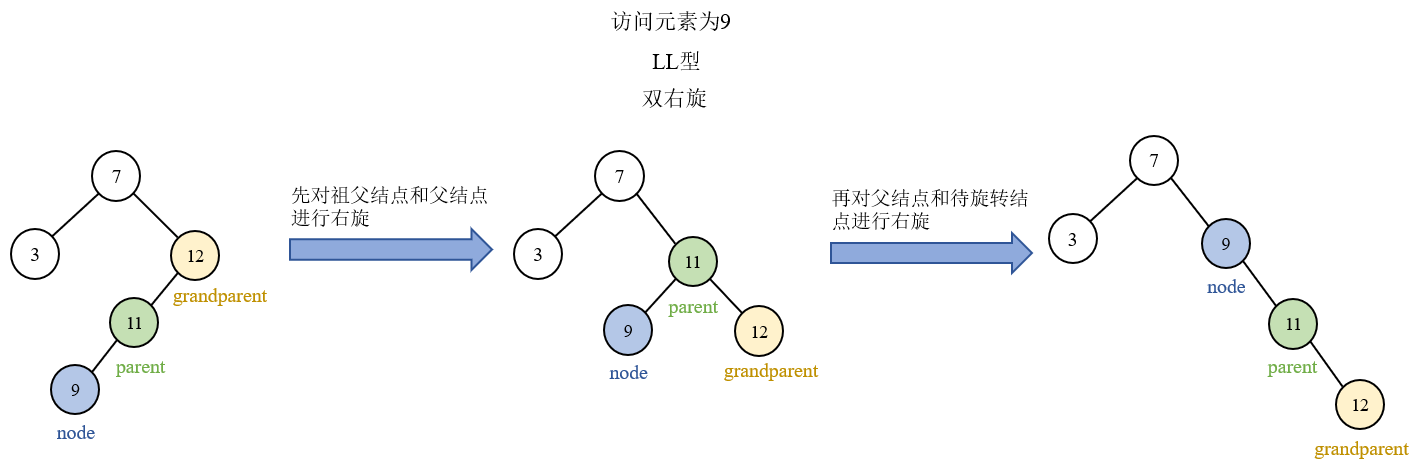 访问元素为9
LL型
双右旋
7
3
12
grandparent
11
parent
9
node
先对祖父结点和父结点
进行右旋
7
3
11
parent
9
node
12
grandparent
再对父结点和待旋转结
点进行右旋
7
3
9
node
11
parent
12
grandparent